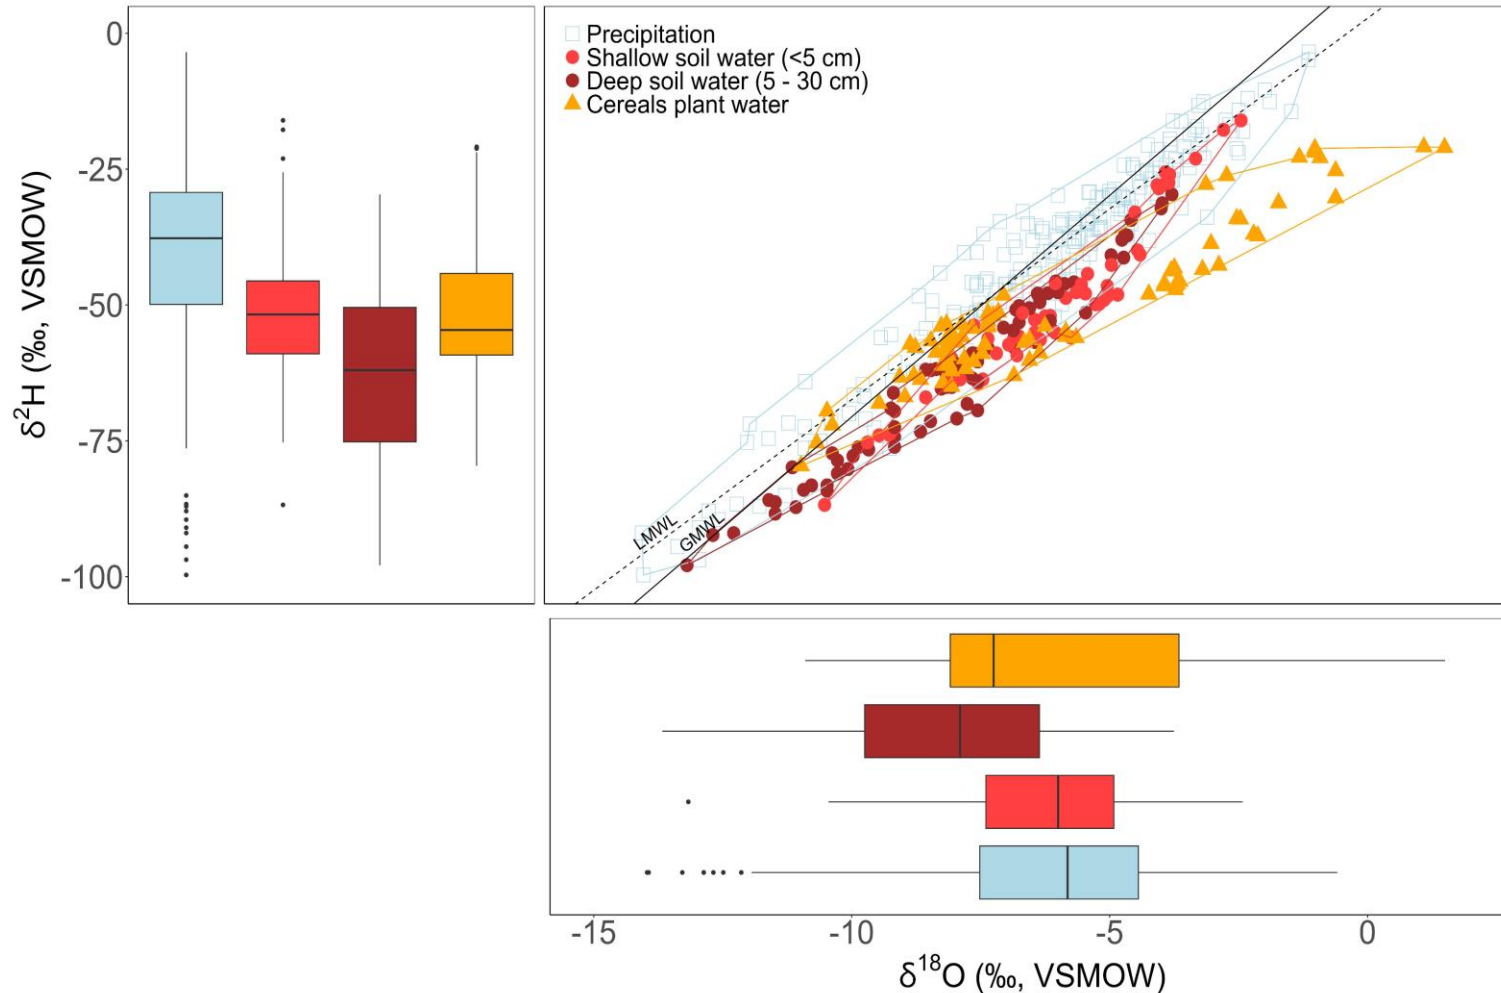 0
-25
-50
-75
-100
δ²H (‰, VSMOW)
Precipitation
Shallow soil water (<5 cm)
Deep soil water (5 - 30 cm)
Cereals plant water
LMWL
GMWL
-15 -10 -5 0
δ¹⁸O (‰, VSMOW)